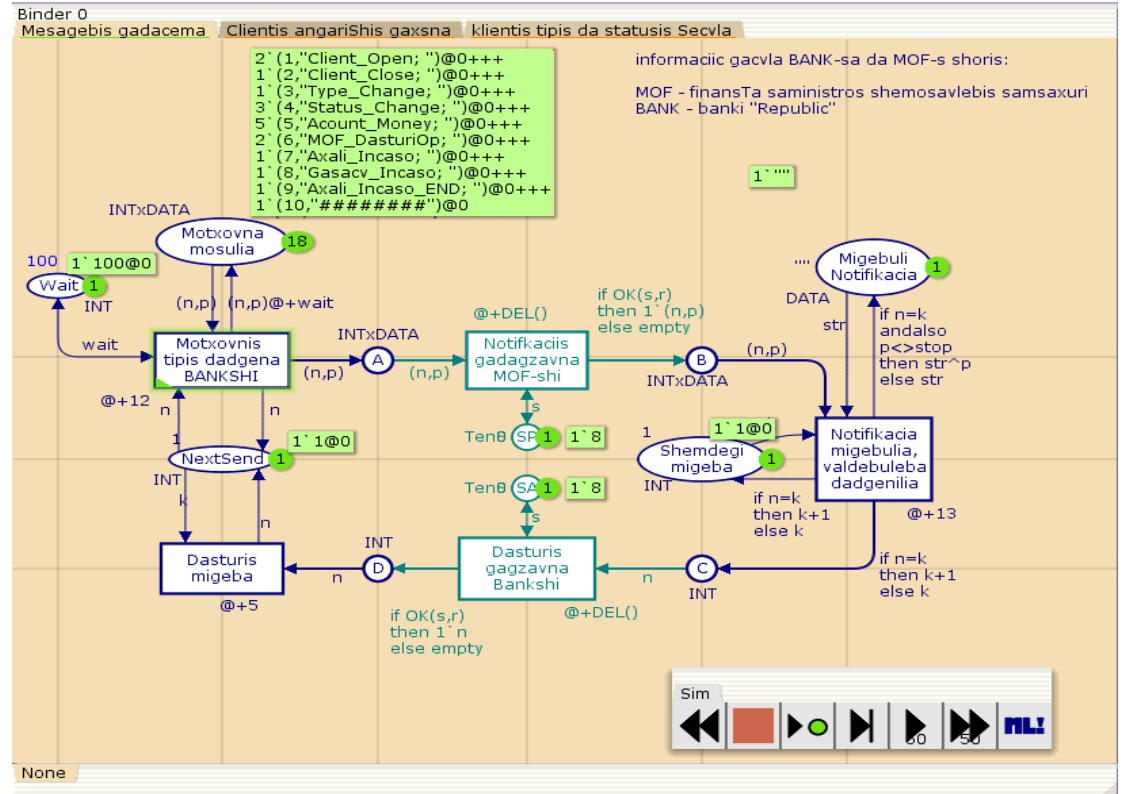 Binder 0
Mesagebis gadacema
Clientis angariShis gaxsna
klientis tipis da statusis Secvla
2`(1,"Client_Open; ")@0+++
1`(2,"Client_Close; ")@0+++
1`(3,"Type_Change; ")@0+++
3`(4,"Status_Change; ")@0+++
5`(5,"Acount_Money; ")@0+++
2`(6,"MOF_DasturiOp; ")@0+++
1`(7,"Axali_Incaso; ")@0+++
1`(8,"Gasacv_Incaso; ")@0+++
1`(9,"Axali_Incaso_END; ")@0+++
1`(10,"########")@0
informaciic gacvla BANK-sa da MOF-s shoris:
MOF - finansTa saministros shemosavlebis samsaxuri
BANK - banki "Republic"
1`""
INTxDATA
Motxovna
mosulia
18
100
1`100@0
Wait
1
INT
(n,p)
(n,p)@+wait
wait
Motxovnis
tipis dadgena
BANKSHI
@+12
INTxDATA
A
(n,p)
(n,p)
@+DEL()
Notifkaciis
gadagzavna
MOF-shi
if OK(s,r)
then 1`(n,p)
else empty
B
INTxDATA
(n,p)
""
Migebuli
Notifikacia
1
DATA
str
if n=k
andalso
p<>stop
then str^p
else str
n
n
1
NextSend
1
1`1@0
INT
k
n
s
Ten0
SP
1
1`8
Ten0
SA
1
1`8
s
1
Shemdegi
migeba
1
1`1@0
INT
k
if n=k
then k+1
else k
Notifikacia
migebulia,
valdebuleba
dadgenilia
@+13
Dasturis
migeba
@+5
n
INT
D
if OK(s,r)
then 1`n
else empty
Dasturis
gagzavna
Bankshi
@+DEL()
n
C
INT
if n=k
then k+1
else k
Sim
50
50
ML!
None